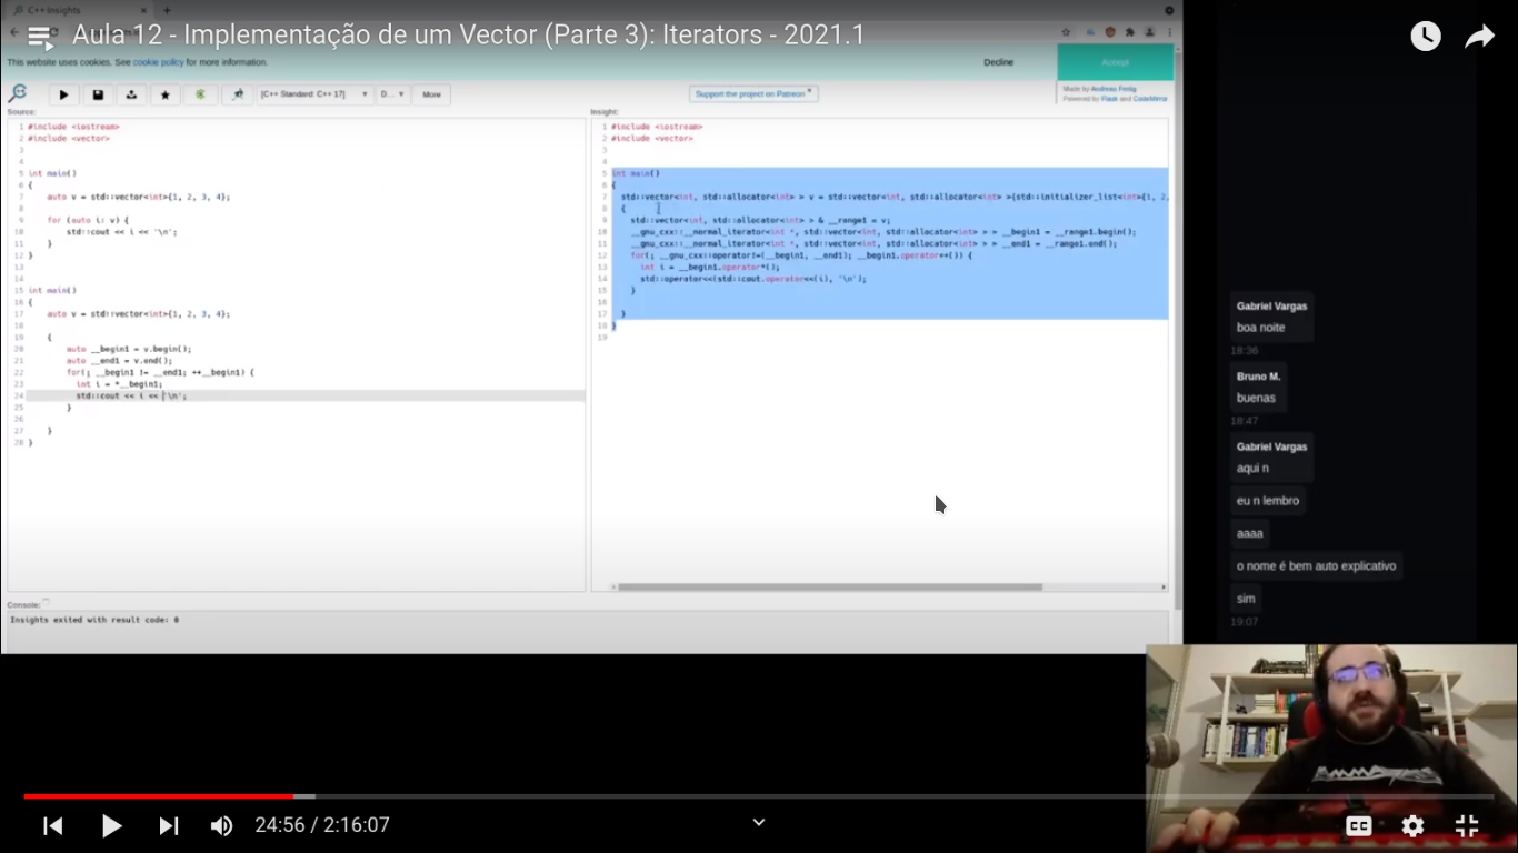 C++ Insights
Aula 12 - Implementação de um Vector (Parte 3): Iterators - 2021.1
This website uses cookies. See cookie policy for more information.
Decline
Accept
[C++ Standard: C++ 17]
D...
More
Support the project on Patreon
Made by Andreas Fertig
Powered by Flask and CodeMirror
Source:
1 #include <iostream>
2 #include <vector>
3
4
5 int main()
6 {
7 auto v = std::vector<int>{1, 2, 3, 4};
8
9 for (auto i: v) {
10 std::cout << i << '\n';
11 }
12 }
13
14
15 int main()
16 {
17 auto v = std::vector<int>{1, 2, 3, 4};
18
19 {
20 auto __begin1 = v.begin();
21 auto __end1 = v.end();
22 for(; __begin1 != __end1; ++__begin1) {
23 int i = *__begin1;
24 std::cout << i << '\n';
25 }
26
27 }
28 }
Insight:
1 #include <iostream>
2 #include <vector>
3
4
5 int main()
6 {
7 std::vector<int, std::allocator<int> > v = std::vector<int, std::allocator<int> >{std::initializer_list<int>{1, 2,
8 {
9 std::vector<int, std::allocator<int> > & __range1 = v;
10 __gnu_cxx::__normal_iterator<int *, std::vector<int, std::allocator<int> > > __begin1 = __range1.begin();
11 __gnu_cxx::__normal_iterator<int *, std::vector<int, std::allocator<int> > > __end1 = __range1.end();
12 for(; __gnu_cxx::operator!=(__begin1, __end1); __begin1.operator++()) {
13 int i = __begin1.operator*();
14 std::operator<<(std::cout.operator<<(i), '\n');
15 }
16
17 }
18 }
19
Console:
Insights exited with result code: 0
Gabriel Vargas
boa noite
18:36
Bruno M.
buenas
18:47
Gabriel Vargas
aqui n
eu n lembro
aaaa
o nome é bem auto explicativo
sim
19:07
24:56 / 2:16:07
CC